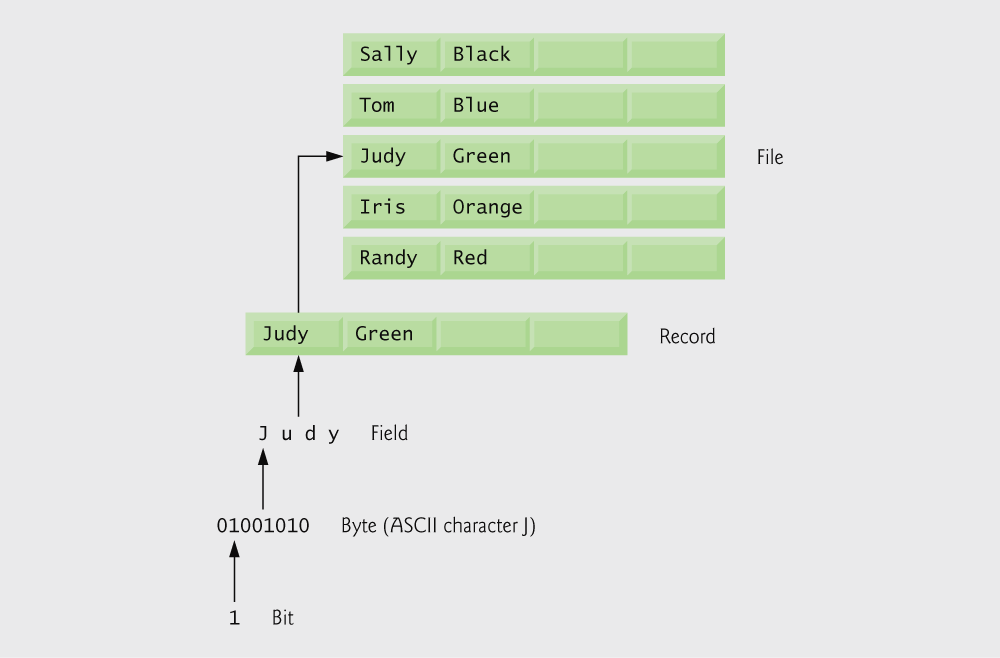 Sally Black
Tom Blue
Judy Green
File
Iris Orange
Randy Red
Judy Green
Record
J u d y Field
01001010 Byte (ASCII character J)
1 Bit